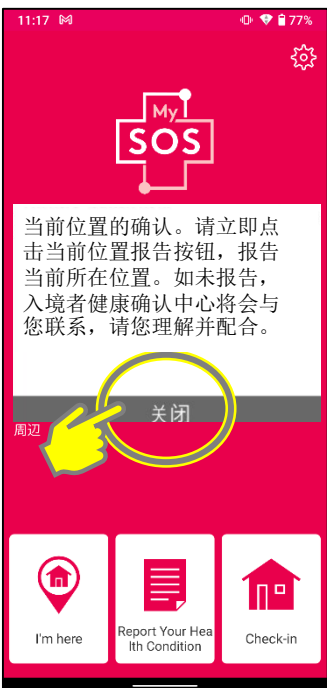 11:17
77%
My
SOS
当前位置的确认。请立即点
击当前位置报告按钮，报告
当前所在位置。如未报告，
入境者健康确认中心将会与
您联系，请您理解并配合。
关闭
周辺
I'm here
Report Your Hea
lth Condition
Check-in